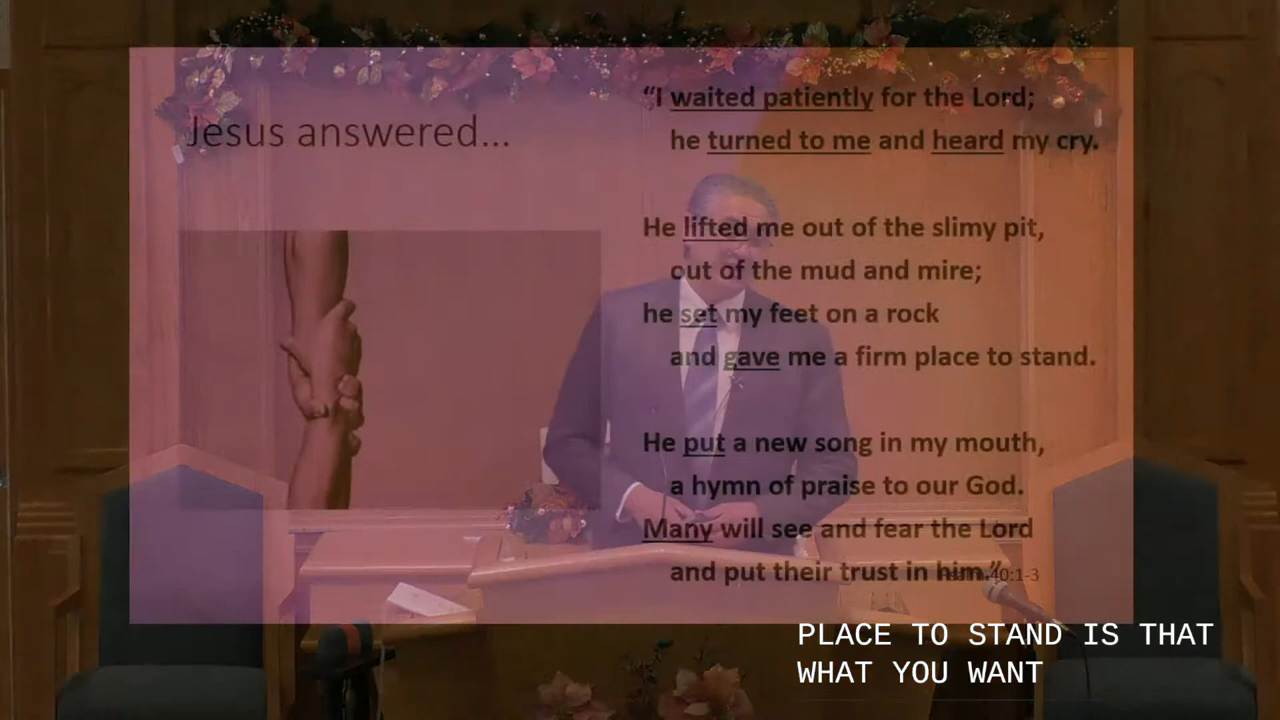 Jesus answered...
“I waited patiently for the Lord;
he turned to me and heard my cry.
He lifted me out of the slimy pit,
out of the mud and mire;
he set my feet on a rock
and gave me a firm place to stand.
He put a new song in my mouth,
a hymn of praise to our God.
Many will see and fear the Lord
and put their trust in him.”
Psalm 40:1-3
PLACE TO STAND IS THAT
WHAT YOU WANT